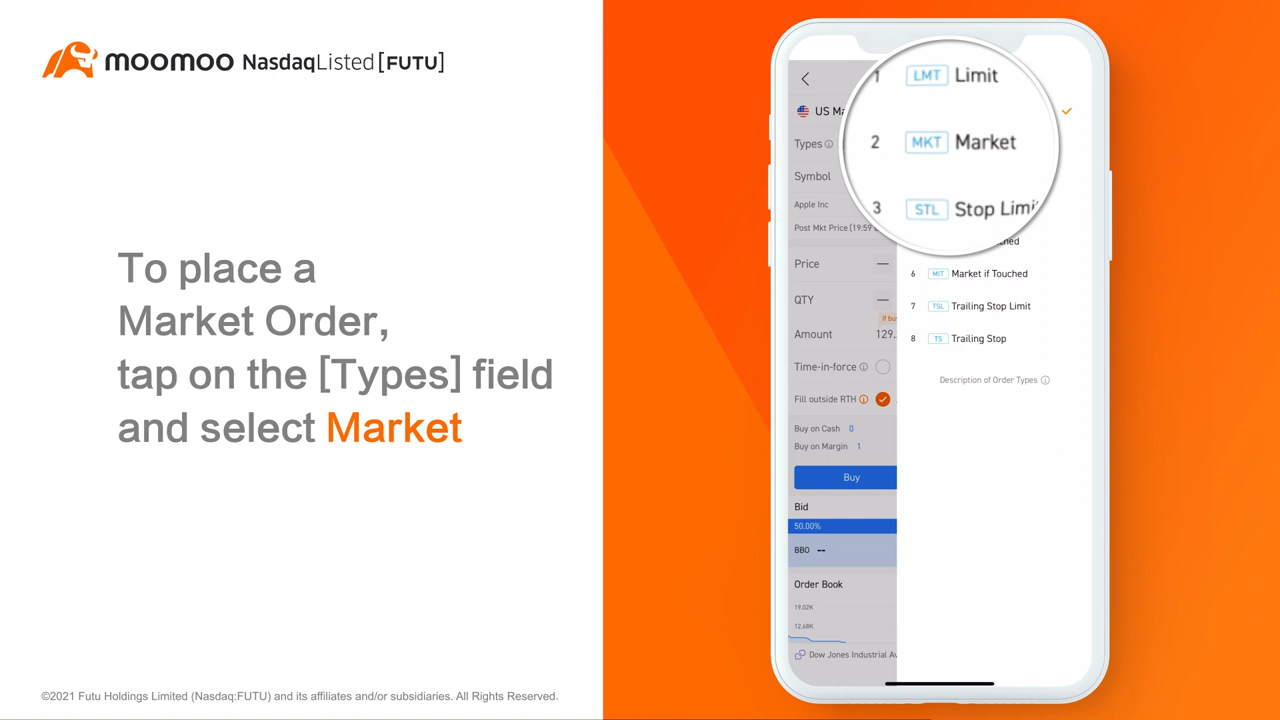 moomoo NasdaqListed [FUTU]
To place a
Market Order,
tap on the [Types] field
and select Market
©2021 Futu Holdings Limited (Nasdaq:FUTU) and its affiliates and/or subsidiaries. All Rights Reserved.
1 LMT Limit
2 MKT Market
3 STL Stop Limi
6 MIT Market if Touched
7 TSL Trailing Stop Limit
8 TS Trailing Stop
Description of Order Types
US Ma
Types
Symbol
Apple Inc
Post Mkt Price (19:59
Price
QTY
If bu
Amount 129.
Time-in-force
Fill outside RTH
Buy on Cash 0
Buy on Margin 1
Buy
Bid
50.00%
BBO --
Order Book
19.02K
12.68K
Dow Jones Industrial Av